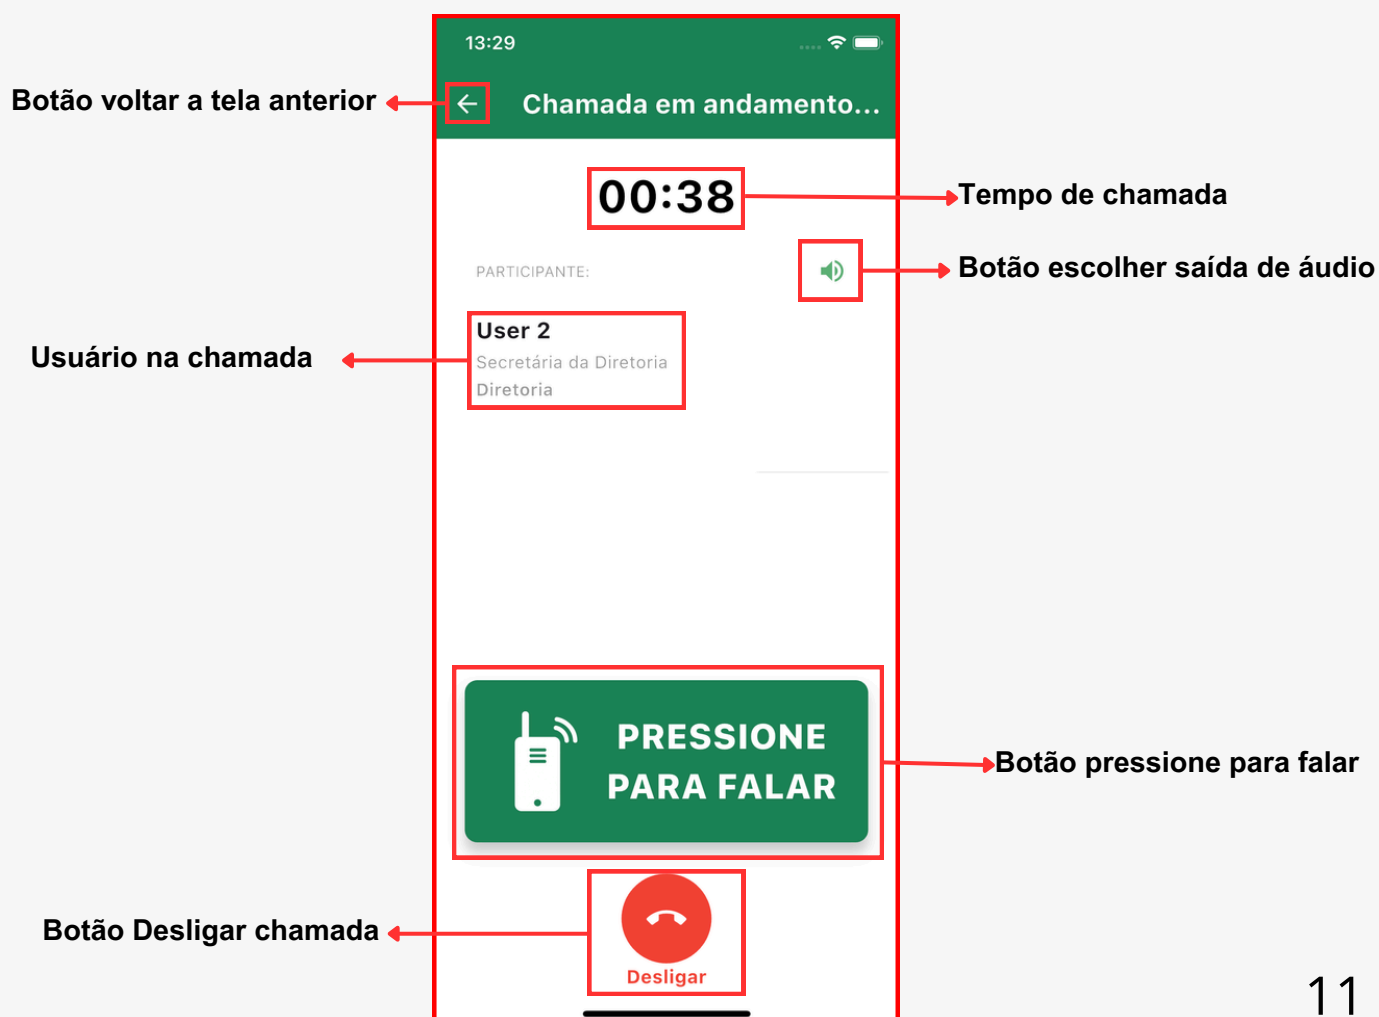 13:29
Botão voltar a tela anterior
Chamada em andamento...
00:38
Tempo de chamada
PARTICIPANTE:
Botão escolher saída de áudio
User 2
Secretária da Diretoria
Diretoria
Usuário na chamada
PRESSIONE
PARA FALAR
Botão pressione para falar
Botão Desligar chamada
Desligar
11